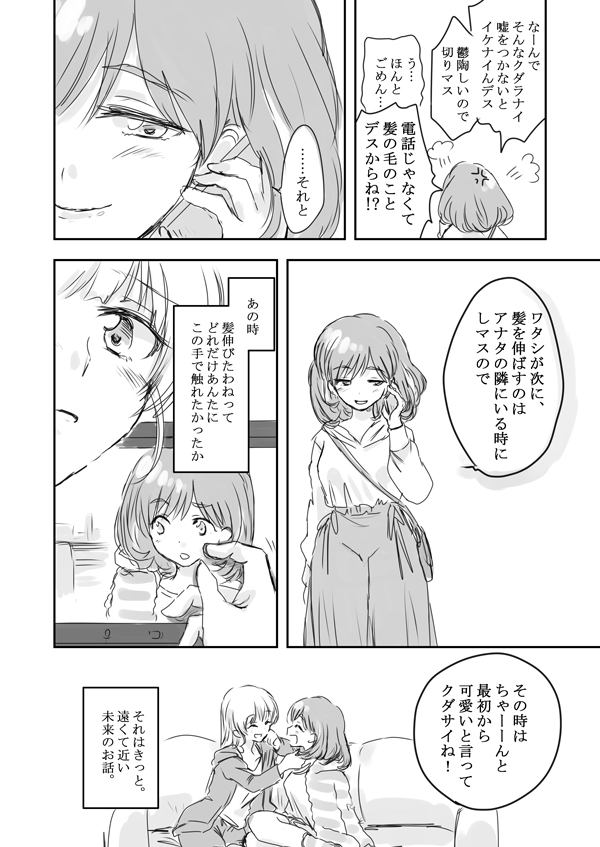 なーんで
そんなクダラナイ
嘘をつかないと
イケナイんデス
鬱陶しいので
切りマス
う…
ほんと
ごめん…
電話じゃなくて
髪の毛のこと
デスからね!?
……それと
ワタシが次に、
髪を伸ばすのは
アナタの隣にいる時に
しマスので
あの時
髪伸びたわねって
どれだけあんたに
この手で触れたかったか
その時は
ちゃーーんと
最初から
可愛いと言って
クダサイね!
それはきっと。
遠くて近い
未来のお話。